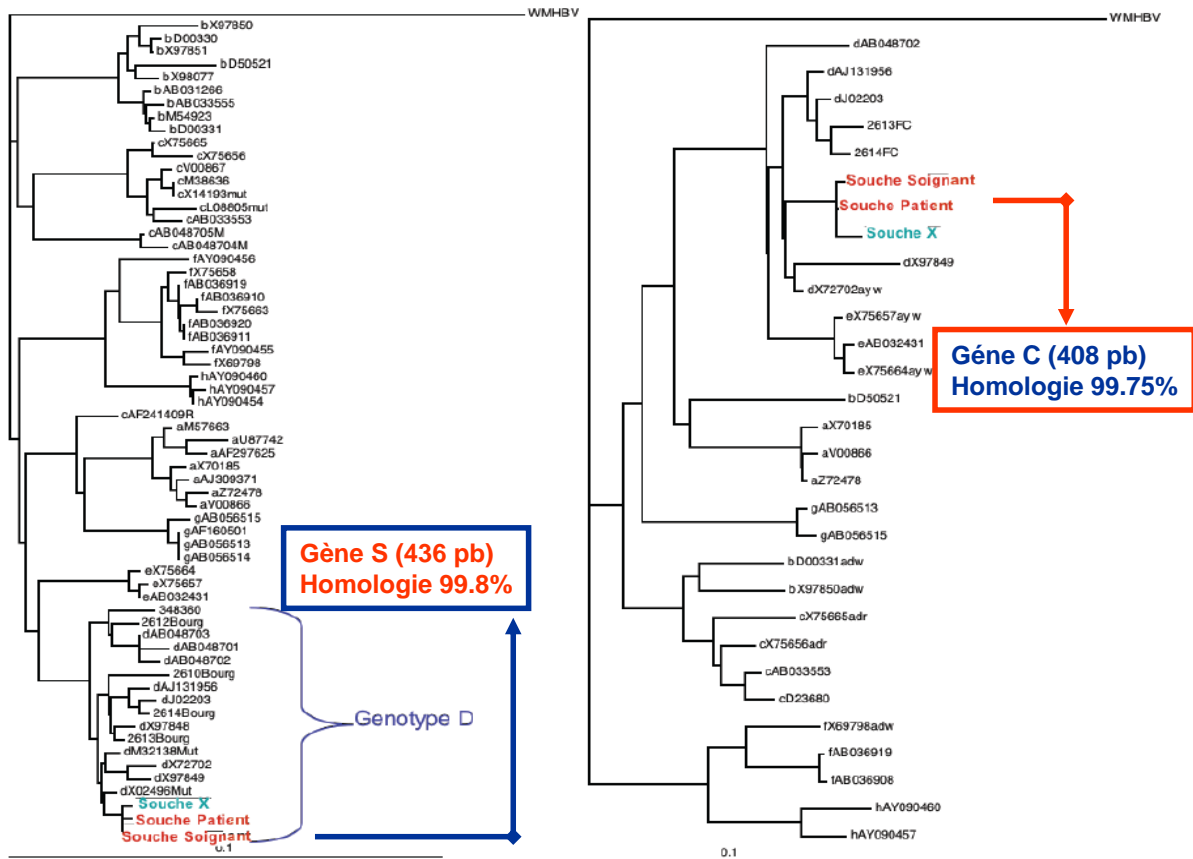 WMHBV
bX97850
bD00330
bX97851
bD50521
bX98077
bAB031266
bAB033555
bM54923
bD00331
cX75665
cX75656
cV00867
cM38636
cX14193mut
cL08805mut
cAB033553
cAB048705M
cAB048704M
fAY090456
fX75658
fAB036919
fAB036910
fX75663
fAB036920
fAB036911
fAY090455
fX69798
hAY090460
hAY090457
hAY090454
cAF241409R
aM57663
aU87742
aAF297625
aX70185
aAJ309371
aZ72478
aV00866
gAB056515
gAF160501
gAB056513
gAB056514
eX75664
eX75657
eAB032431
348360
2612Bourg
dAB048703
dAB048701
dAB048702
2610Bourg
dAJ131956
dJ02203
2614Bourg
dX97848
2613Bourg
dM32138Mut
dX72702
dX97849
dX02496Mut
Souche X
Souche Patient
Souche Soignant
0.1
Genotype D
Gène S (436 pb)
Homologie 99.8%
WMHBV
dAB048702
dAJ131956
dJ02203
2613FC
2614FC
Souche Soignant
Souche Patient
Souche X
dX97849
dX72702ayw
eX75657ayw
eAB032431
eX75664ayw
bD50521
aX70185
aV00866
aZ72478
gAB056513
gAB056515
bD00331adw
bX97850adw
cX75665adr
cX75656adr
cAB033553
cD23680
fX69798adw
fAB036919
fAB036908
hAY090460
hAY090457
0.1
Géne C (408 pb)
Homologie 99.75%